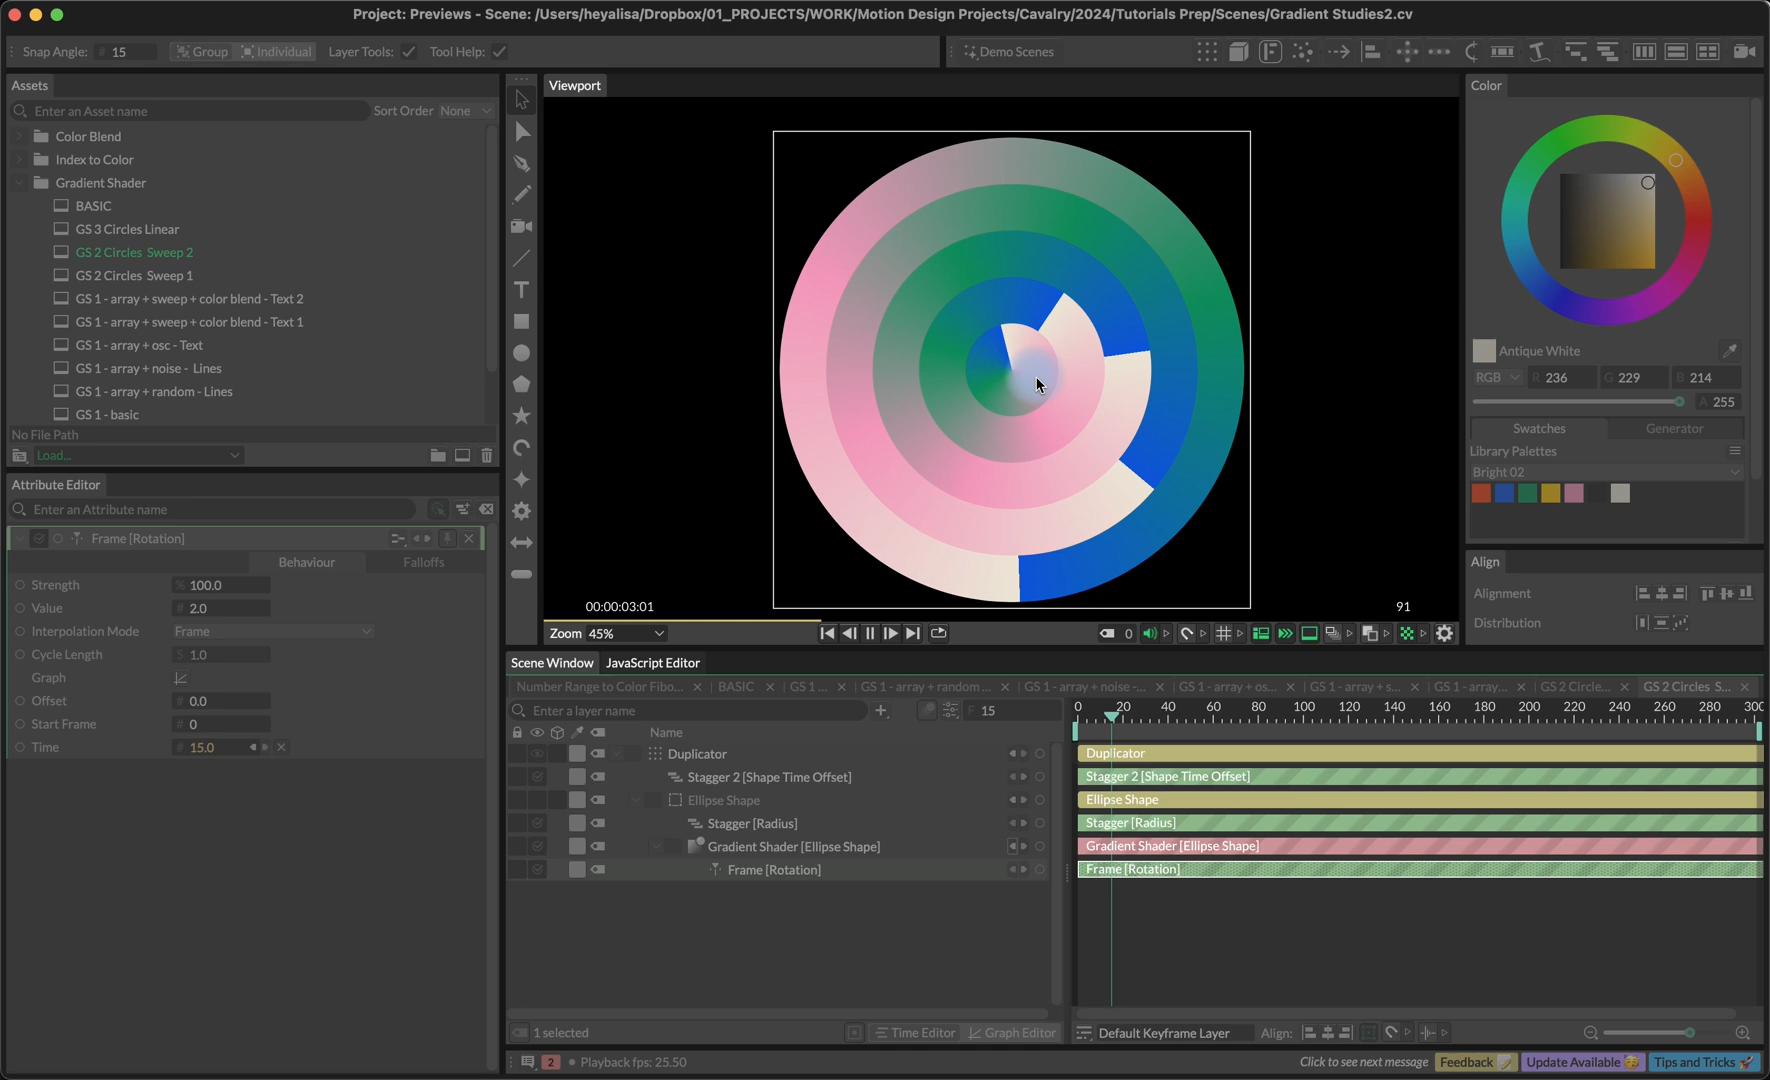 Project: Previews - Scene: /Users/heyalisa/Dropbox/01_PROJECTS/WORK/Motion Design Projects/Cavalry/2024/Tutorials Prep/Scenes/Gradient Studies2.cv
Snap Angle: # 15 Group Individual Layer Tools: Tool Help: Demo Scenes
Assets
Enter an Asset name Sort Order None
Color Blend
Index to Color
Gradient Shader
BASIC
GS 3 Circles Linear
GS 2 Circles Sweep 2
GS 2 Circles Sweep 1
GS 1 - array + sweep + color blend - Text 2
GS 1 - array + sweep + color blend - Text 1
GS 1 - array + osc - Text
GS 1 - array + noise - Lines
GS 1 - array + random - Lines
GS 1 - basic
No File Path
Load...
Attribute Editor
Enter an Attribute name
Frame [Rotation]
Behaviour Falloffs
Strength % 100.0
Value # 2.0
Interpolation Mode Frame
Cycle Length S 1.0
Graph
Offset # 0.0
Start Frame # 0
Time # 15.0
Viewport
00:00:03:01 91
Zoom 45% 0
Color
Antique White
RGB R 236 G 229 B 214
A 255
Swatches Generator
Library Palettes
Bright 02
Align
Alignment
Distribution
Scene Window JavaScript Editor
Number Range to Color Fibo... BASIC GS 1 ... GS 1 - array + random ... GS 1 - array + noise -... GS 1 - array + os... GS 1 - array + s... GS 1 - array... GS 2 Circle... GS 2 Circles S...
Enter a layer name F 15 0 20 40 60 80 100 120 140 160 180 200 220 240 260 280 300
Name
Duplicator Duplicator
Stagger 2 [Shape Time Offset] Stagger 2 [Shape Time Offset]
Ellipse Shape Ellipse Shape
Stagger [Radius] Stagger [Radius]
Gradient Shader [Ellipse Shape] Gradient Shader [Ellipse Shape]
Frame [Rotation] Frame [Rotation]
1 selected Time Editor Graph Editor Default Keyframe Layer Align:
2 Playback fps: 25.50 Click to see next message Feedback Update Available Tips and Tricks